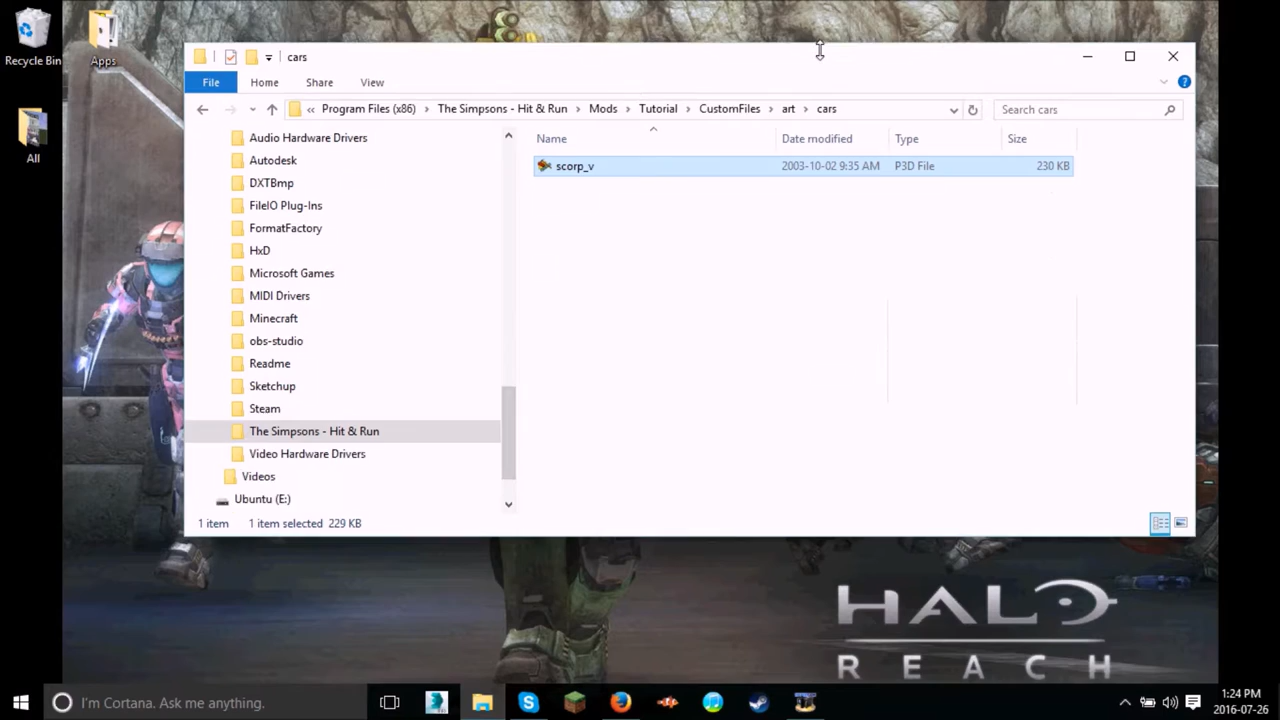 Recycle Bin
Apps
All
cars
File Home Share View
« Program Files (x86) › The Simpsons - Hit & Run › Mods › Tutorial › CustomFiles › art › cars
Search cars
Audio Hardware Drivers
Autodesk
DXTBmp
FileIO Plug-Ins
FormatFactory
HxD
Microsoft Games
MIDI Drivers
Minecraft
obs-studio
Readme
Sketchup
Steam
The Simpsons - Hit & Run
Video Hardware Drivers
Videos
Ubuntu (E:)
Name Date modified Type Size
scorp_v 2003-10-02 9:35 AM P3D File 230 KB
1 item 1 item selected 229 KB
HALO
REACH
I'm Cortana. Ask me anything.
1:24 PM
2016-07-26